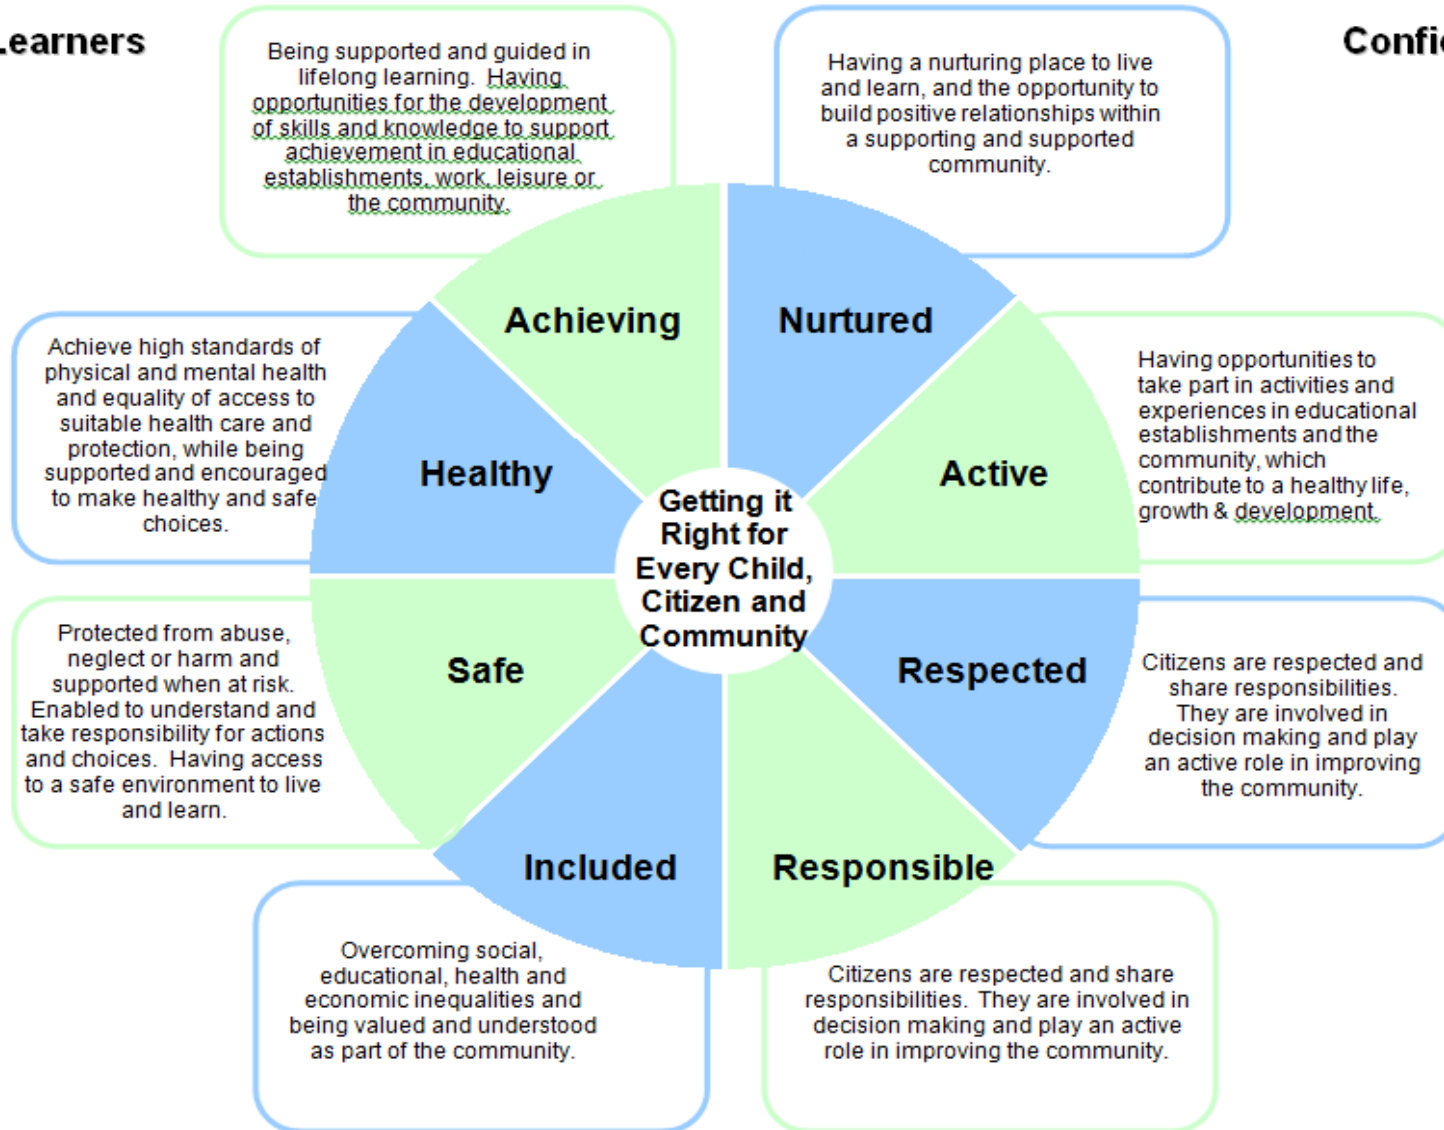 Learners
Being supported and guided in
lifelong learning.  Having
opportunities for the development
of skills and knowledge to support
achievement in educational
establishments, work, leisure or
the community.
Having a nurturing place to live
and learn, and the opportunity to
build positive relationships within
a supporting and supported
community.
Achieving
Nurtured
Achieve high standards of
physical and mental health
and equality of access to
suitable health care and
protection, while being
supported and encouraged
to make healthy and safe
choices.
Healthy
Active
Having opportunities to
take part in activities and
experiences in educational
establishments and the
community, which
contribute to a healthy life,
growth & development.
Getting it
Right for
Every Child,
Citizen and
Community
Protected from abuse,
neglect or harm and
supported when at risk.
Enabled to understand and
take responsibility for actions
and choices.  Having access
to a safe environment to live
and learn.
Safe
Respected
Citizens are respected and
share responsibilities.
They are involved in
decision making and play
an active role in improving
the community.
Included
Responsible
Overcoming social,
educational, health and
economic inequalities and
being valued and understood
as part of the community.
Citizens are respected and share
responsibilities.  They are involved in
decision making and play an active
role in improving the community.